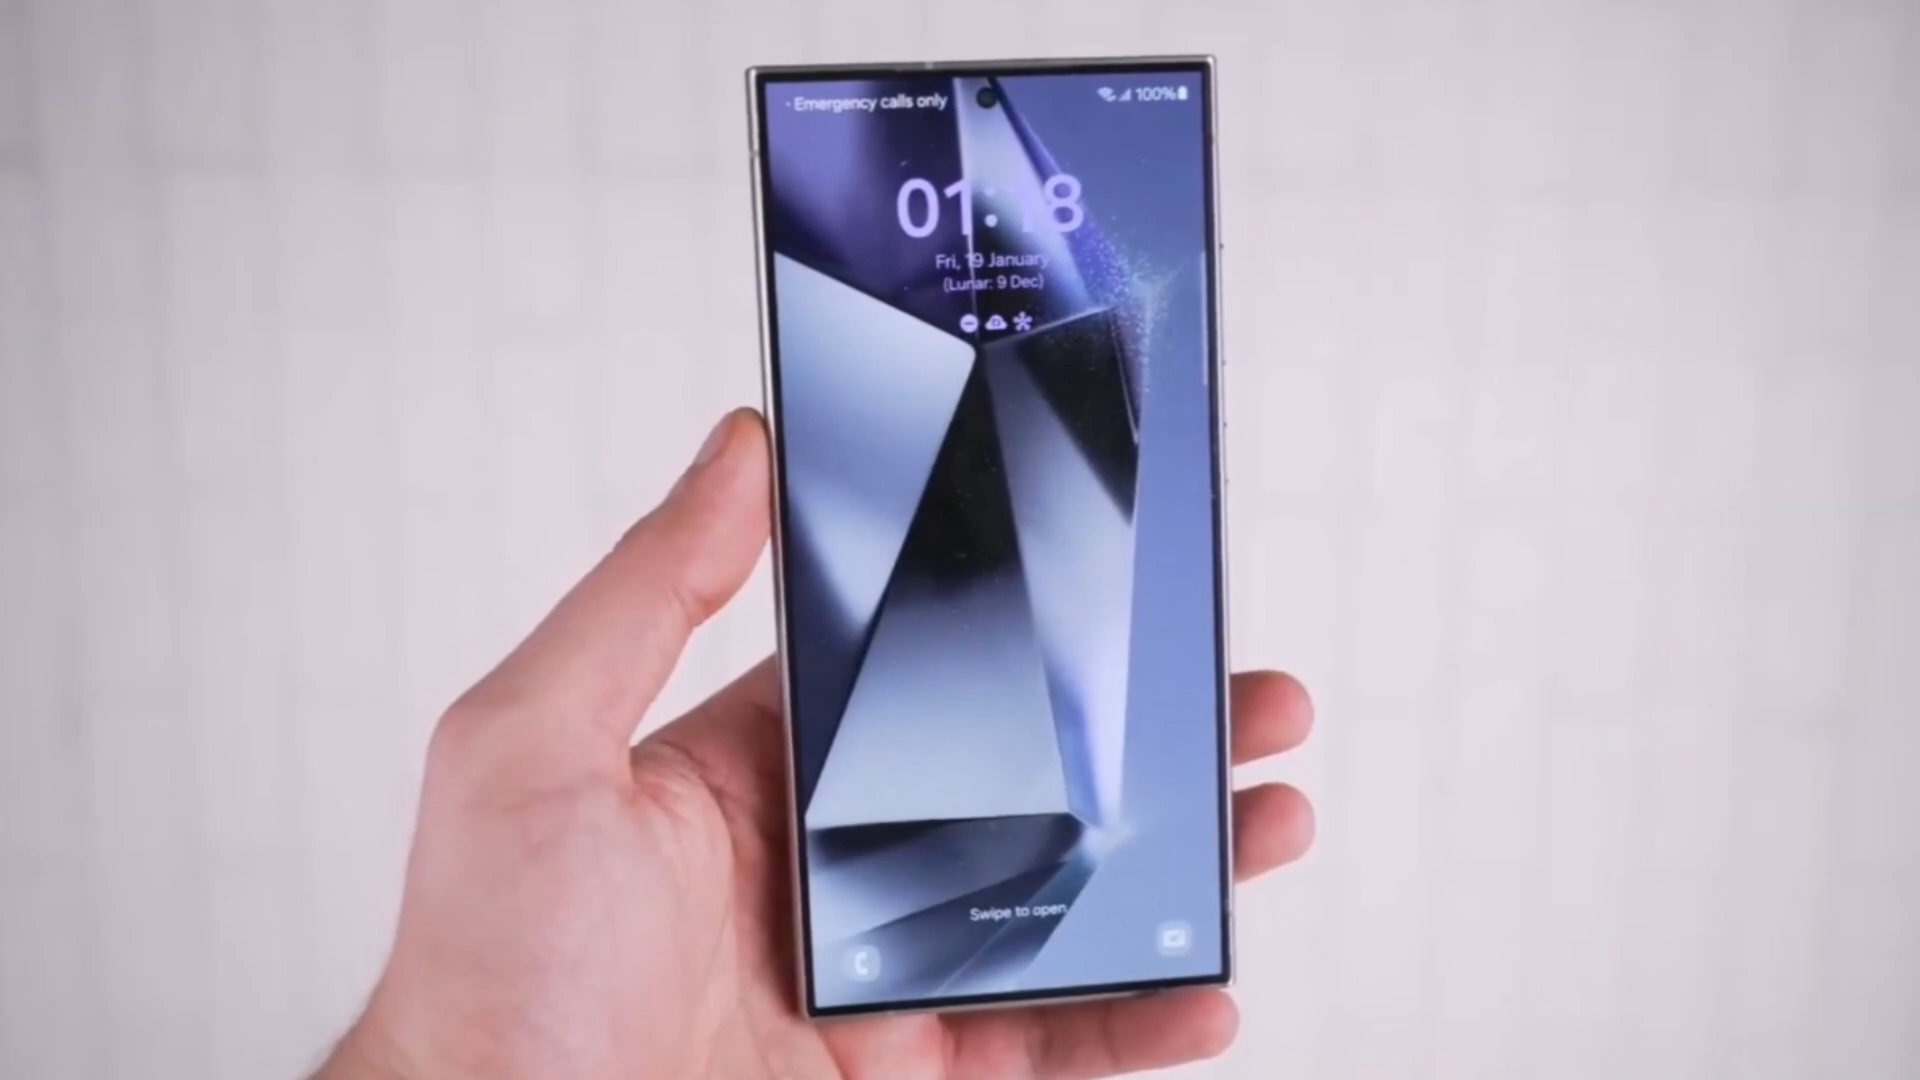 Emergency calls only
100%
01:18
Fri, 19 January
(Lunar: 9 Dec)
Swipe to open